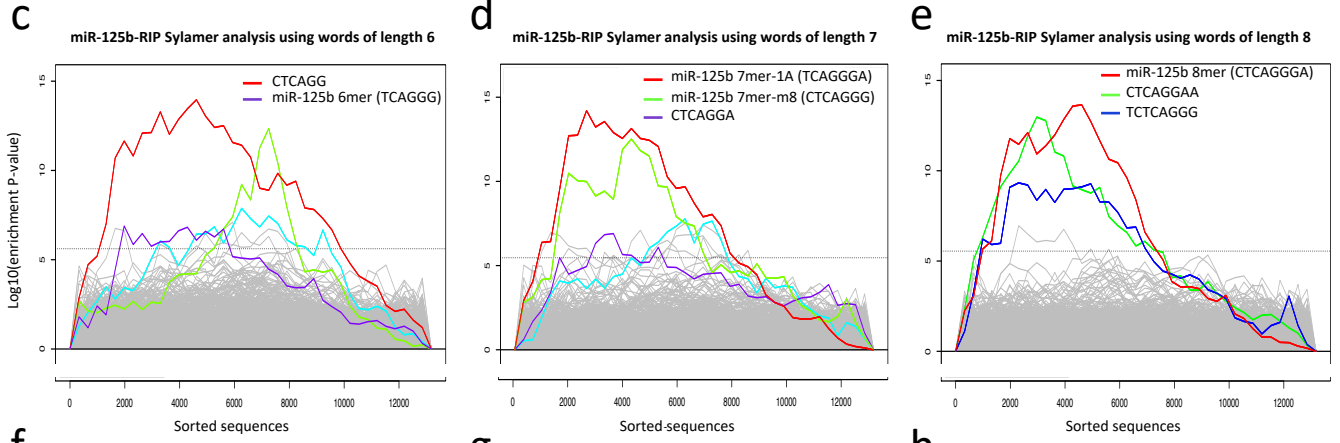 c
miR-125b-RIP Sylamer analysis using words of length 6
CTCAGG
miR-125b 6mer (TCAGGG)
Log10(enrichment P-value)
15
10
5
0
0 2000 4000 6000 8000 10000 12000
Sorted sequences
d
miR-125b-RIP Sylamer analysis using words of length 7
miR-125b 7mer-1A (TCAGGGA)
miR-125b 7mer-m8 (CTCAGGG)
CTCAGGA
15
10
5
0
0 2000 4000 6000 8000 10000 12000
Sorted-sequences
e
miR-125b-RIP Sylamer analysis using words of length 8
miR-125b 8mer (CTCAGGGA)
CTCAGGAA
TCTCAGGG
15
10
5
0
0 2000 4000 6000 8000 10000 12000
Sorted sequences